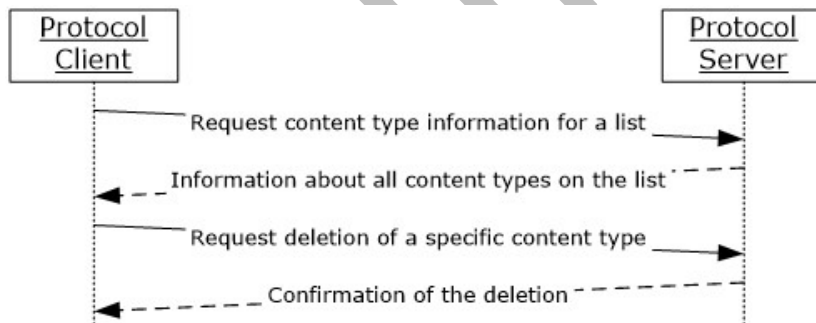 Protocol
Client
Protocol
Server
Request content type information for a list
Information about all content types on the list
Request deletion of a specific content type
Confirmation of the deletion